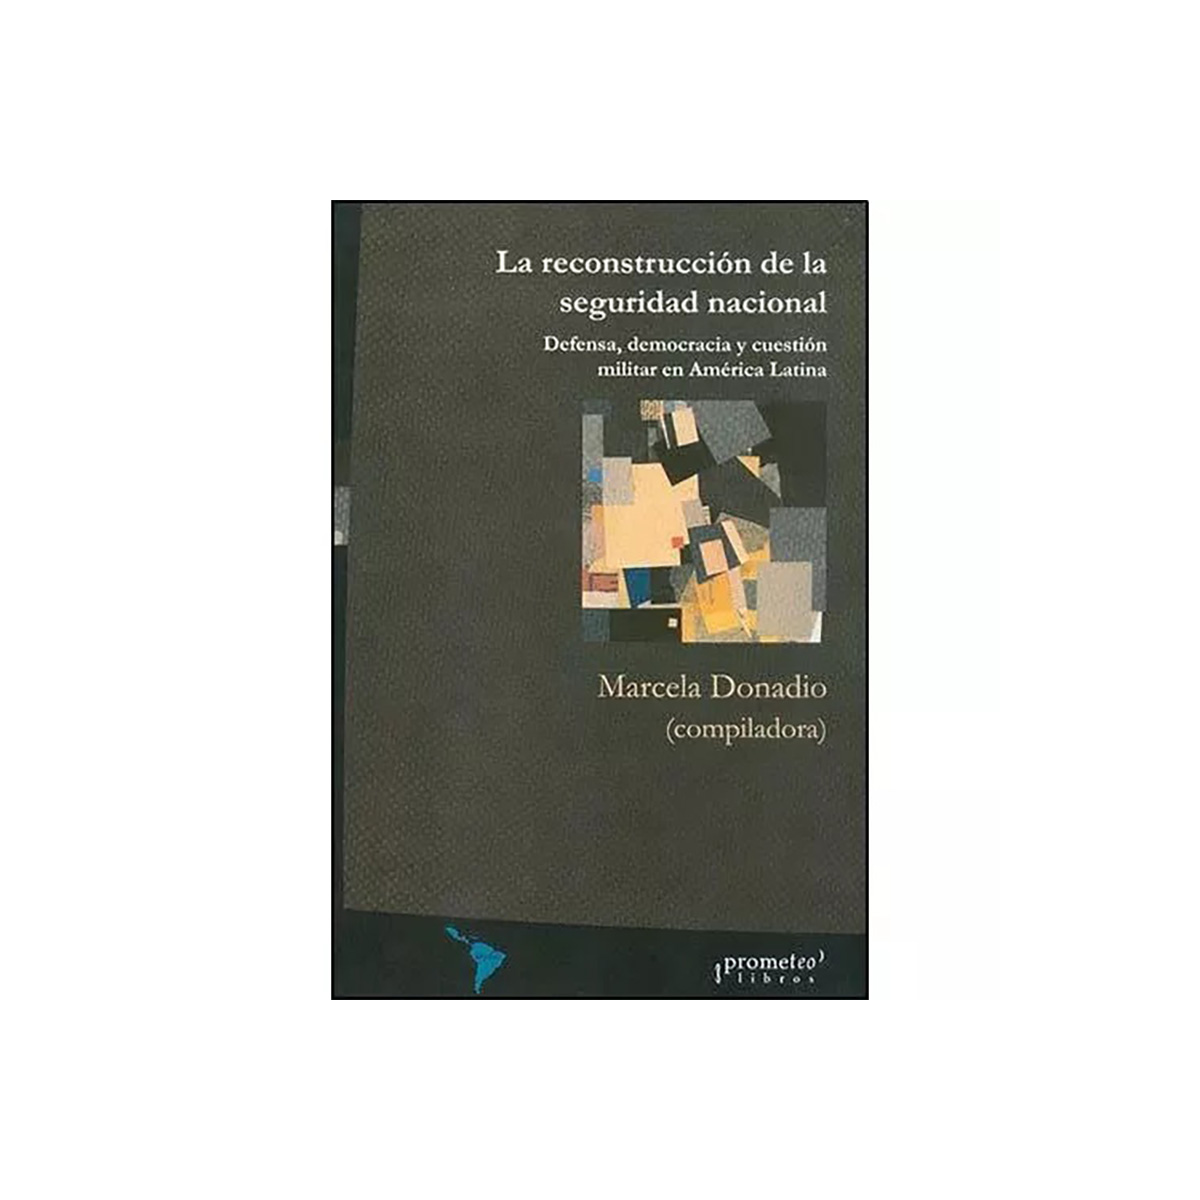 La reconstrucción de la
seguridad nacional
Defensa, democracia y cuestión
militar en América Latina
Marcela Donadio
(compiladora)
prometeo
libros